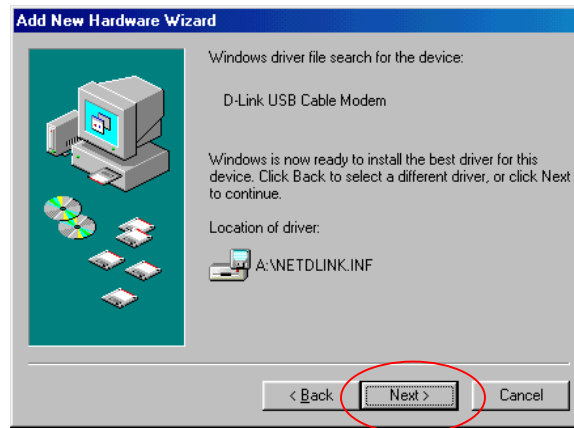 Add New Hardware Wizard
Windows driver file search for the device:
D-Link USB Cable Modem
Windows is now ready to install the best driver for this
device. Click Back to select a different driver, or click Next
to continue.
Location of driver:
A:\NETDLINK.INF
< Back
Next >
Cancel